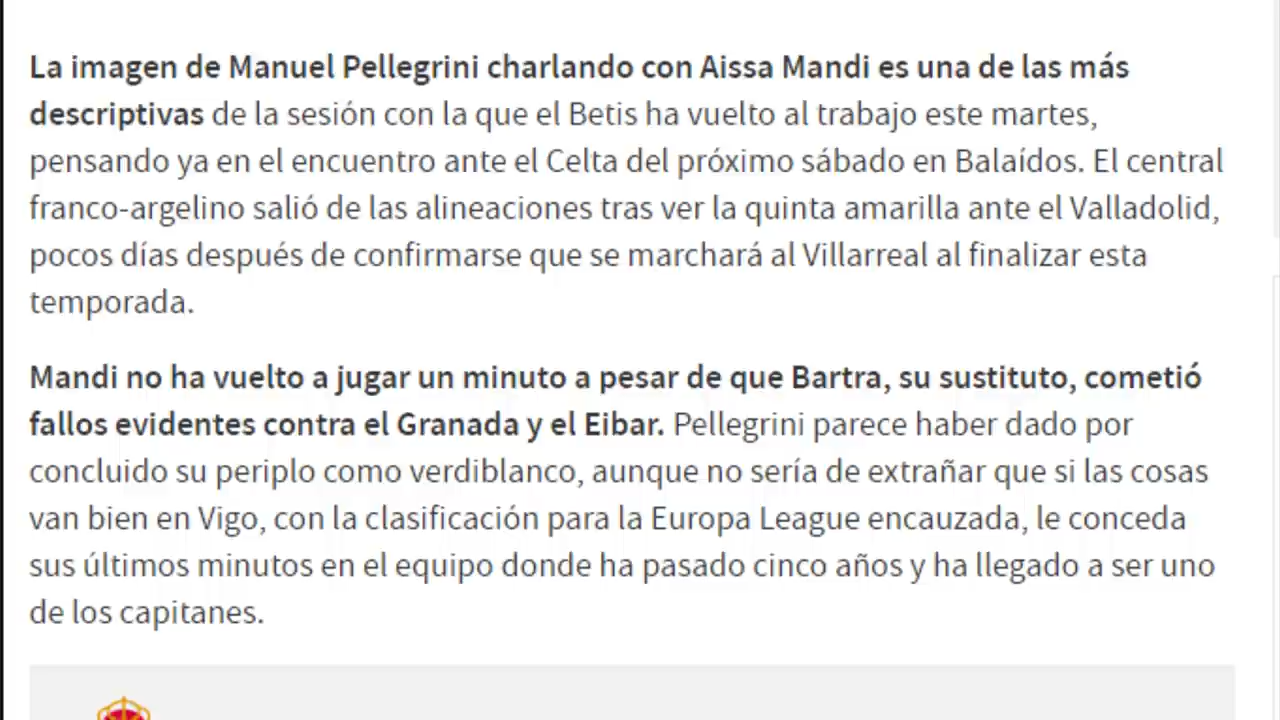 La imagen de Manuel Pellegrini charlando con Aissa Mandi es una de las más
descriptivas de la sesión con la que el Betis ha vuelto al trabajo este martes,
pensando ya en el encuentro ante el Celta del próximo sábado en Balaídos. El central
franco-argelino salió de las alineaciones tras ver la quinta amarilla ante el Valladolid,
pocos días después de confirmarse que se marchará al Villarreal al finalizar esta
temporada.
Mandi no ha vuelto a jugar un minuto a pesar de que Bartra, su sustituto, cometió
fallos evidentes contra el Granada y el Eibar. Pellegrini parece haber dado por
concluido su periplo como verdiblanco, aunque no sería de extrañar que si las cosas
van bien en Vigo, con la clasificación para la Europa League encauzada, le conceda
sus últimos minutos en el equipo donde ha pasado cinco años y ha llegado a ser uno
de los capitanes.